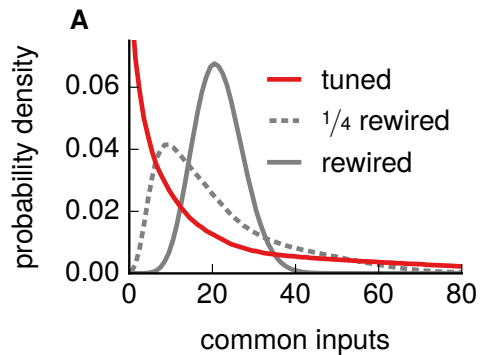 A
probability density
0.06
0.04
0.02
0.00
0
20
40
60
80
common inputs
tuned
1/4 rewired
rewired